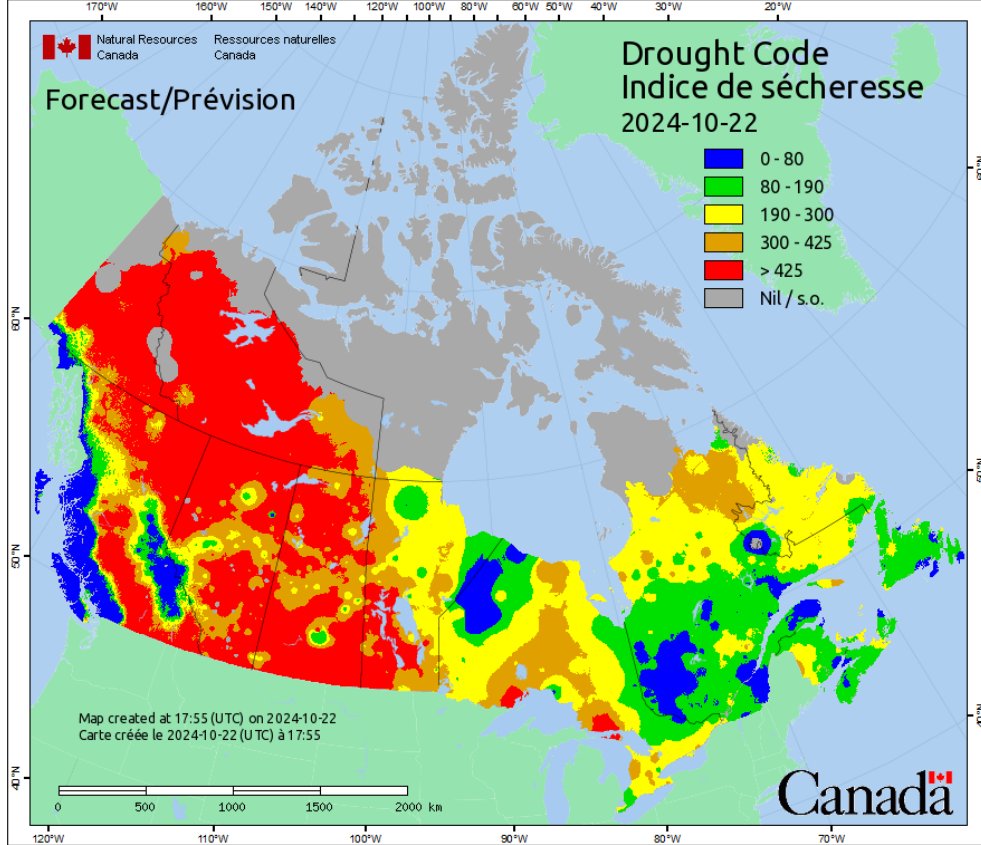 170°W 160°W 150°W 140°W 130°W 120°W 110°W 100°W 90°W 80°W 70°W 60°W 50°W 40°W 30°W 20°W
Natural Resources Ressources naturelles
Canada Canada
Forecast/Prévision
Drought Code
Indice de sécheresse
2024-10-22
0 - 80
80 - 190
190 - 300
300 - 425
> 425
Nil / s.o.
60°N
60°N
50°N
50°N
40°N
40°N
Map created at 17:55 (UTC) on 2024-10-22
Carte créée le 2024-10-22 (UTC) à 17:55
0 500 1000 1500 2000 km
Canada
120°W 110°W 100°W 90°W 80°W 70°W